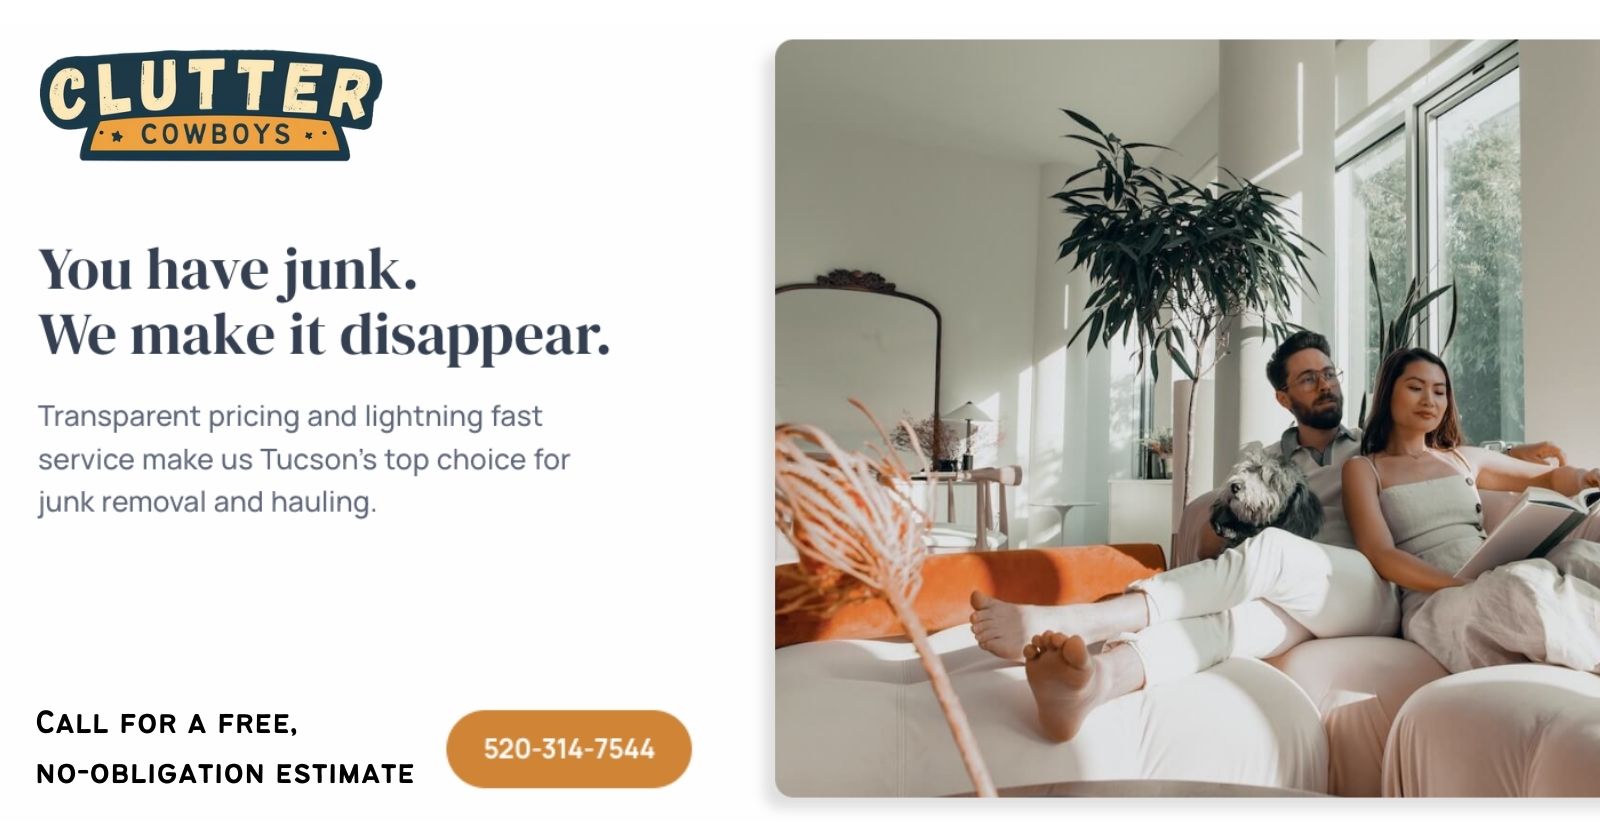 CLUTTER
COWBOYS
You have junk.
We make it disappear.
Transparent pricing and lightning fast
service make us Tucson's top choice for
junk removal and hauling.
CALL FOR A FREE,
NO-OBLIGATION ESTIMATE
520-314-7544